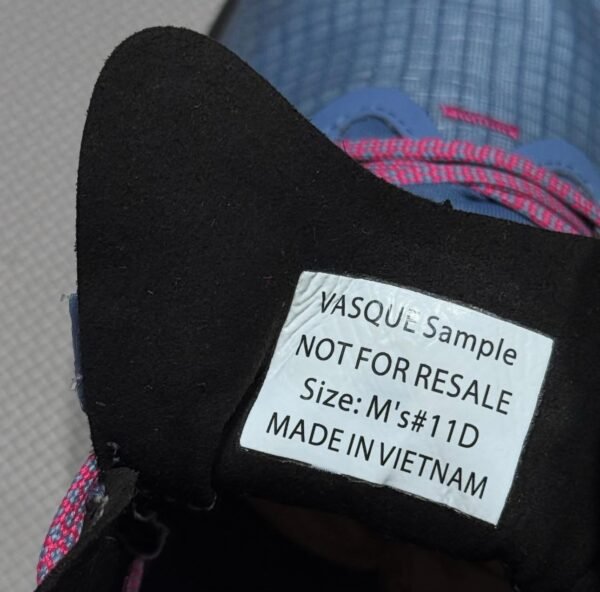 VASQUE Sample
NOT FOR RESALE
Size: M's#11D
MADE IN VIETNAM